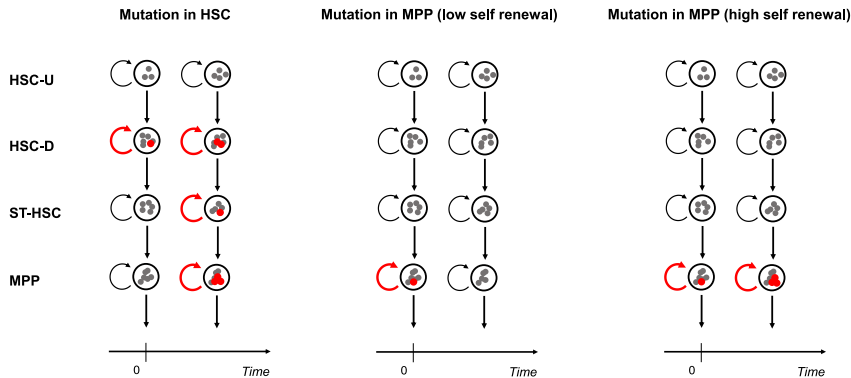 Mutation in HSC
Mutation in MPP (low self renewal)
Mutation in MPP (high self renewal)
HSC-U
HSC-D
ST-HSC
MPP
0
Time
0
Time
0
Time